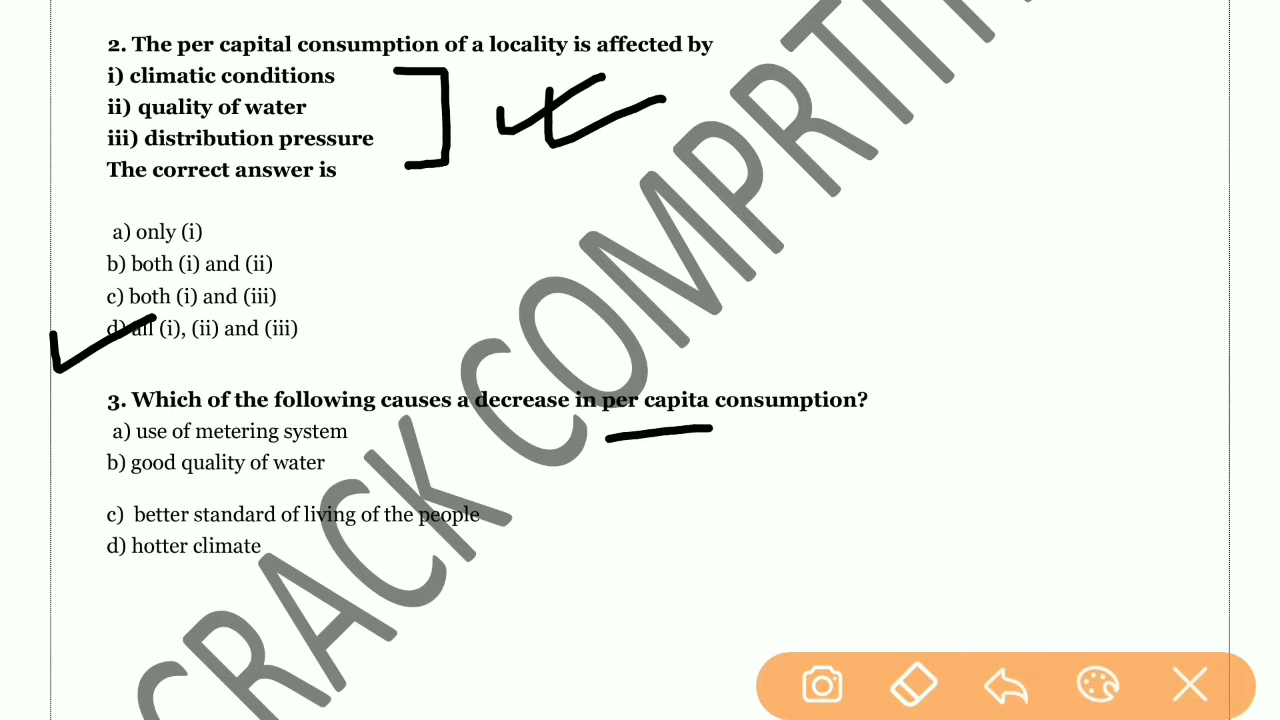 2. The per capital consumption of a locality is affected by
i) climatic conditions
ii) quality of water
iii) distribution pressure
The correct answer is
a) only (i)
b) both (i) and (ii)
c) both (i) and (iii)
d) all (i), (ii) and (iii)
3. Which of the following causes a decrease in per capita consumption?
a) use of metering system
b) good quality of water
c) better standard of living of the people
d) hotter climate
CRACK COMPRTIT